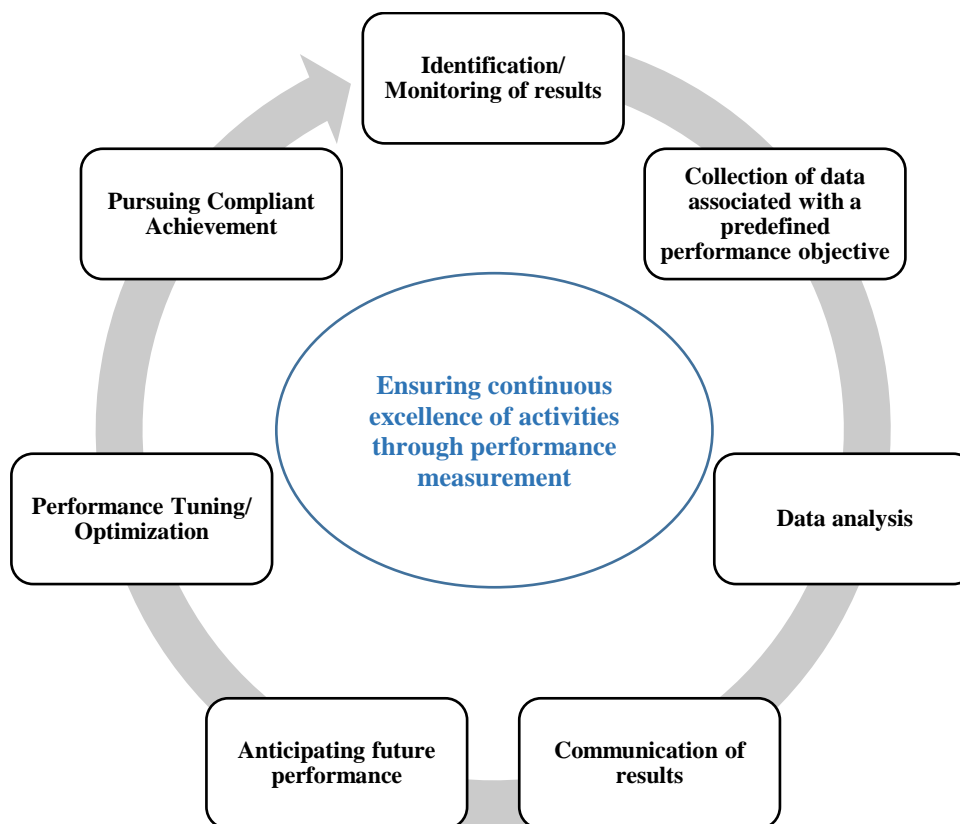 Identification/
Monitoring of results
Collection of data
associated with a
predefined
performance objective
Data analysis
Communication of
results
Anticipating future
performance
Performance Tuning/
Optimization
Pursuing Compliant
Achievement
Ensuring continuous
excellence of activities
through performance
measurement